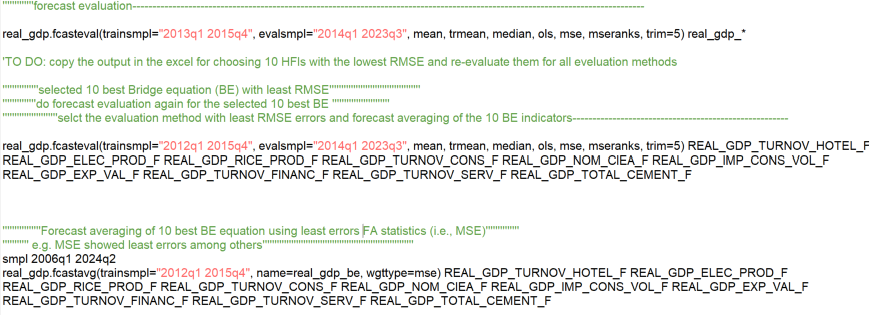 """"""""forecast evaluation--------------------------------------------------------------------------------------------------------------------------------
real_gdp.fcasteval(trainsmpl="2013q1 2015q4", evalsmpl="2014q1 2023q3", mean, trmean, median, ols, mse, mseranks, trim=5) real_gdp_*
'TO DO: copy the output in the excel for choosing 10 HFIs with the lowest RMSE and re-evaluate them for all eveluation methods
"""""""""selected 10 best Bridge equation (BE) with least RMSE""""""""""""""""""""""""
""""""""do forecast evaluation again for the selected 10 best BE """"""""""""""""
""""""""""""""selct the evaluation method with least RMSE errors and forecast averaging of the 10 BE indicators------------------------------------------------------
real_gdp.fcasteval(trainsmpl="2012q1 2015q4", evalsmpl="2014q1 2023q3", mean, trmean, median, ols, mse, mseranks, trim=5) REAL_GDP_TURNOV_HOTEL_F
REAL_GDP_ELEC_PROD_F REAL_GDP_RICE_PROD_F REAL_GDP_TURNOV_CONS_F REAL_GDP_NOM_CIEA_F REAL_GDP_IMP_CONS_VOL_F
REAL_GDP_EXP_VAL_F REAL_GDP_TURNOV_FINANC_F REAL_GDP_TURNOV_SERV_F REAL_GDP_TOTAL_CEMENT_F
""""""""""Forecast averaging of 10 best BE equation using least errors FA statistics (i.e., MSE)"""""""""
"""""""" e.g. MSE showed least errors among others""""""""""""""""""""""""""""""""""""""""
smpl 2006q1 2024q2
real_gdp.fcastavg(trainsmpl="2012q1 2015q4", name=real_gdp_be, wgttype=mse) REAL_GDP_TURNOV_HOTEL_F REAL_GDP_ELEC_PROD_F
REAL_GDP_RICE_PROD_F REAL_GDP_TURNOV_CONS_F REAL_GDP_NOM_CIEA_F REAL_GDP_IMP_CONS_VOL_F REAL_GDP_EXP_VAL_F
REAL_GDP_TURNOV_FINANC_F REAL_GDP_TURNOV_SERV_F REAL_GDP_TOTAL_CEMENT_F